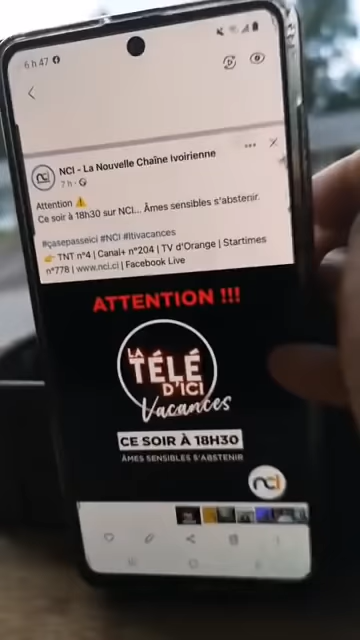 6 h 47
nci
NCI - La Nouvelle Chaîne Ivoirienne
7 h
Attention ⚠️
Ce soir à 18h30 sur NCI... Âmes sensibles s'abstenir.
#çasepasseici #NCI #ltivacances
👉 TNT n°4 | Canal+ n°204 | TV d'Orange | Startimes
n°778 | www.nci.ci | Facebook Live
ATTENTION !!!
LA
TÉLÉ
D'ICI
Vacances
CE SOIR À 18H30
ÂMES SENSIBLES S'ABSTENIR
nci